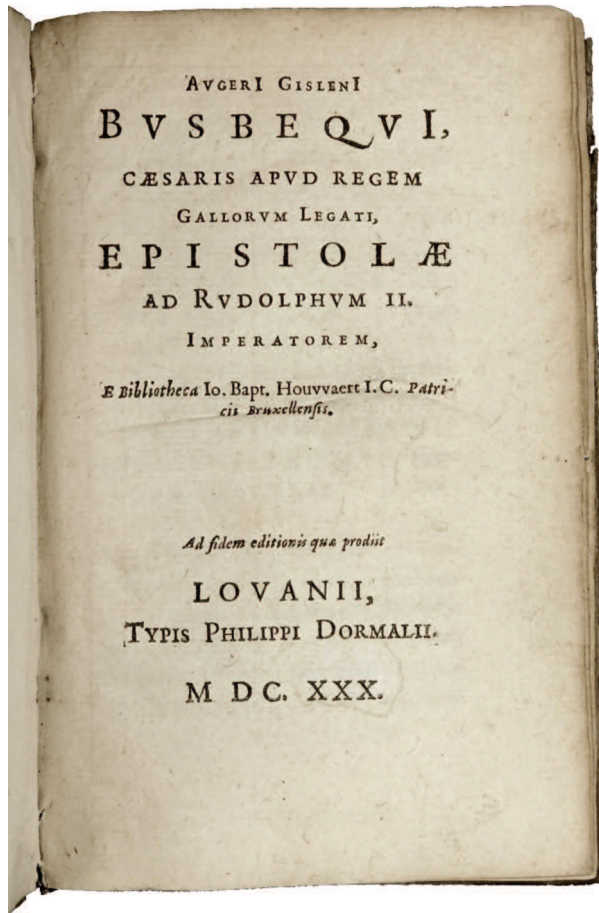 AVGERI GISLENI
BVSBEQVI,
CÆSARIS APVD REGEM
GALLORVM LEGATI,
EPISTOLÆ
AD RVDOLPHVM II.
IMPERATOREM,
E Bibliotheca Io. Bapt. Houvvaert I.C. Patri-
cii Bruxellensis.
Ad fidem editionis quæ prodiit
LOVANII,
TYPIS PHILIPPI DORMALII.
M DC. XXX.